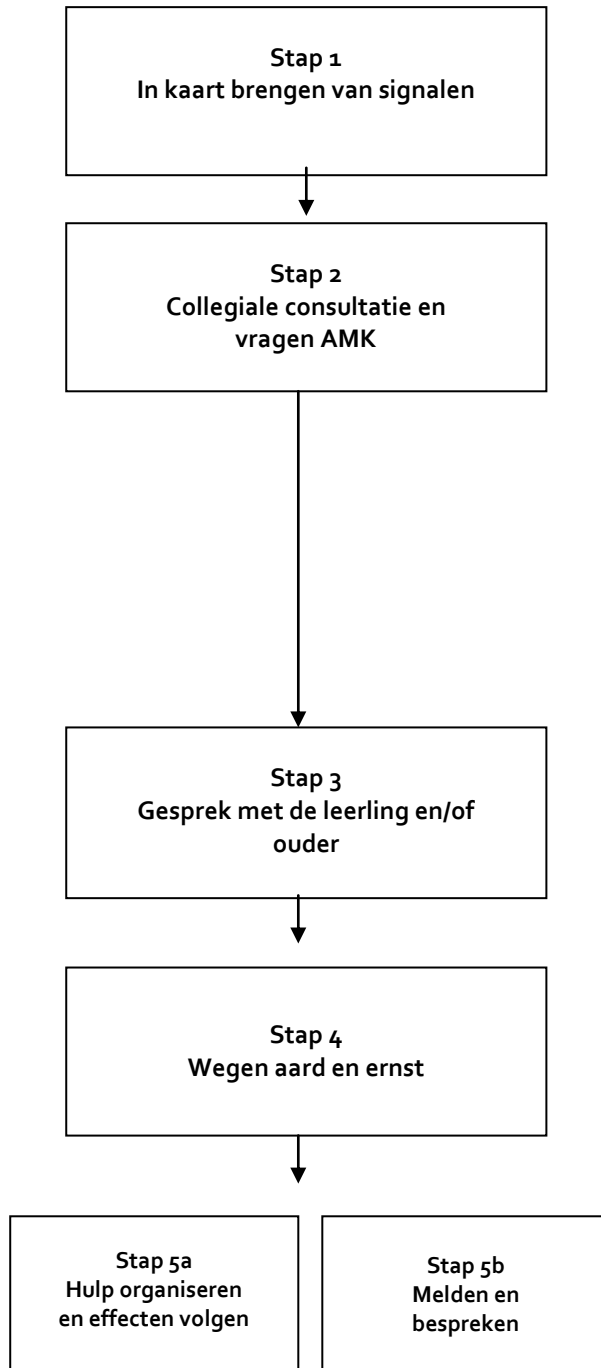 Stap 1
In kaart brengen van signalen
Stap 2
Collegiale consultatie en
vragen AMK
Stap 3
Gesprek met de leerling en/of
ouder
Stap 4
Wegen aard en ernst
Stap 5a
Hulp organiseren
en effecten volgen
Stap 5b
Melden en
bespreken